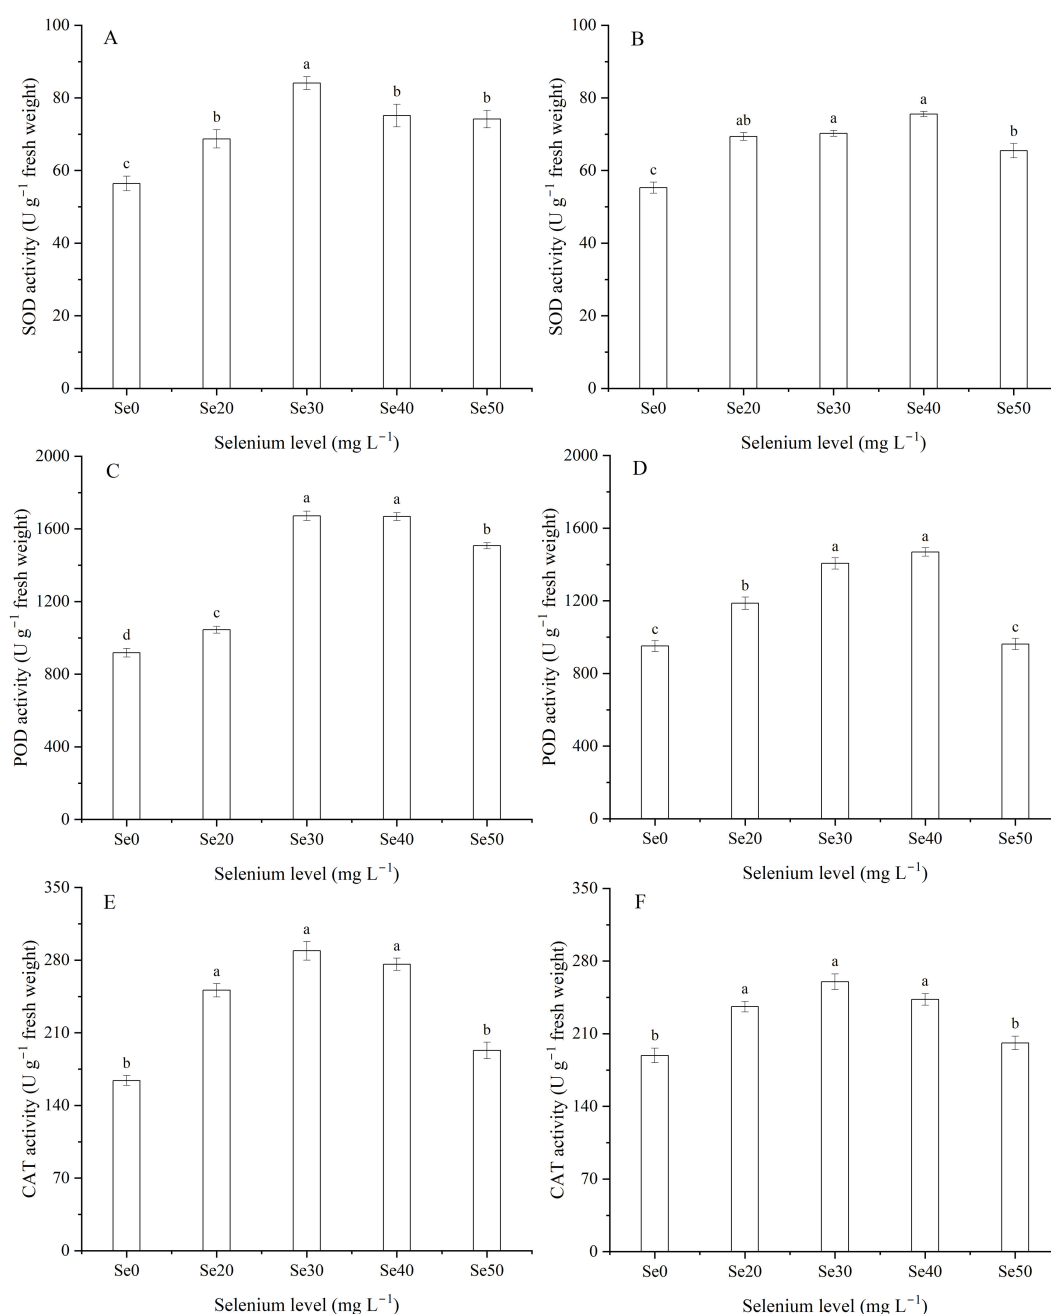 A
SOD activity (U g⁻¹ fresh weight)
100
80
60
40
20
0
c
b
a
b
b
Se0 Se20 Se30 Se40 Se50
Selenium level (mg L⁻¹)
B
SOD activity (U g⁻¹ fresh weight)
100
80
60
40
20
0
c
ab
a
a
b
Se0 Se20 Se30 Se40 Se50
Selenium level (mg L⁻¹)
C
POD activity (U g⁻¹ fresh weight)
2000
1600
1200
800
400
0
d
c
a
a
b
Se0 Se20 Se30 Se40 Se50
Selenium level (mg L⁻¹)
D
POD activity (U g⁻¹ fresh weight)
2000
1600
1200
800
400
0
c
b
a
a
c
Se0 Se20 Se30 Se40 Se50
Selenium level (mg L⁻¹)
E
CAT activity (U g⁻¹ fresh weight)
350
280
210
140
70
0
b
a
a
a
b
Se0 Se20 Se30 Se40 Se50
Selenium level (mg L⁻¹)
F
CAT activity (U g⁻¹ fresh weight)
350
280
210
140
70
0
b
a
a
a
b
Se0 Se20 Se30 Se40 Se50
Selenium level (mg L⁻¹)